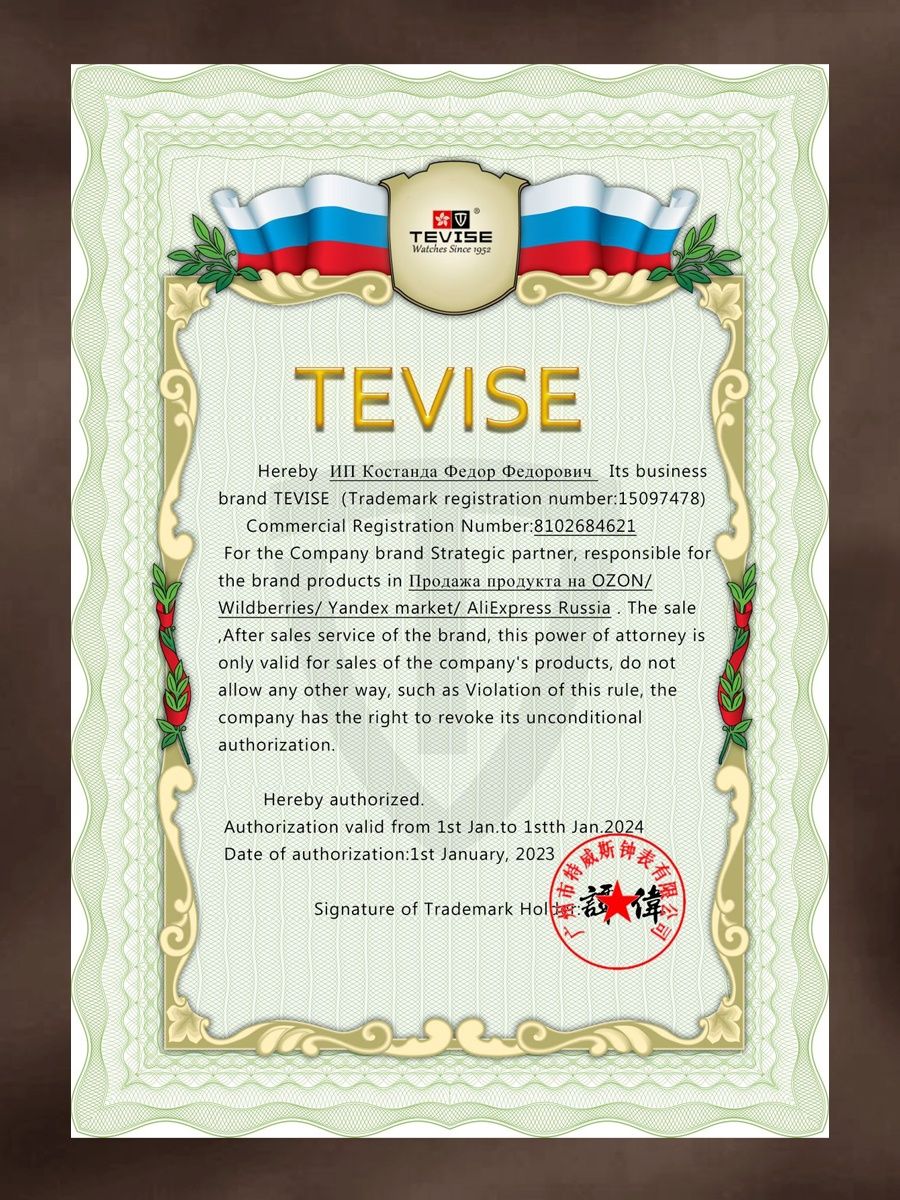 ®
TEVISE
Watches Since 1952
TEVISE
Hereby ИП Костанда Федор Федорович Its business
brand TEVISE (Trademark registration number:15097478)
Commercial Registration Number:8102684621
For the Company brand Strategic partner, responsible for
the brand products in Продажа продукта на OZON/
Wildberries/ Yandex market/ AliExpress Russia . The sale
,After sales service of the brand, this power of attorney is
only valid for sales of the company's products, do not
allow any other way, such as Violation of this rule, the
company has the right to revoke its unconditional
authorization.
Hereby authorized.
Authorization valid from 1st Jan.to 1stth Jan.2024
Date of authorization:1st January, 2023
Signature of Trademark Holder:
广州市特威斯钟表有限公司